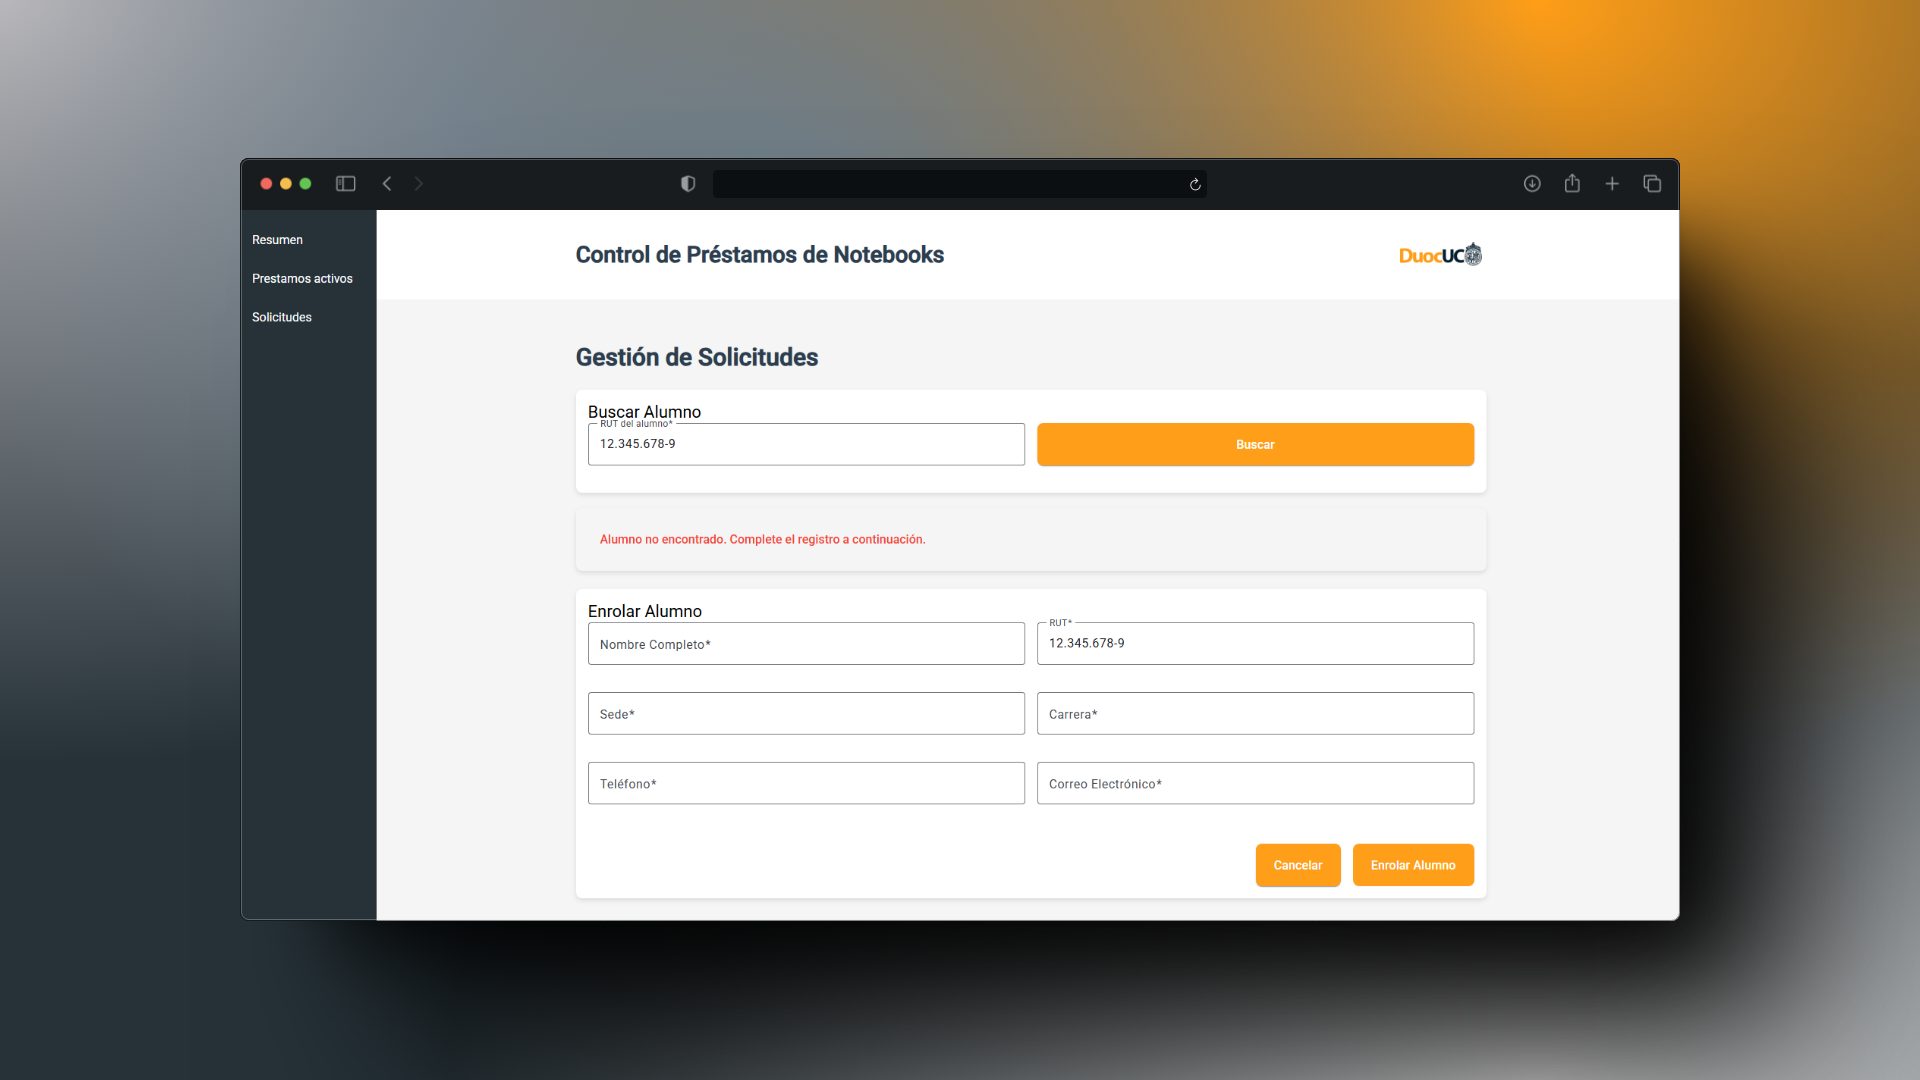 Resumen
Prestamos activos
Solicitudes
Control de Préstamos de Notebooks
DuocUC
Gestión de Solicitudes
Buscar Alumno
RUT del alumno*
12.345.678-9
Buscar
Alumno no encontrado. Complete el registro a continuación.
Enrolar Alumno
Nombre Completo*
RUT*
12.345.678-9
Sede*
Carrera*
Teléfono*
Correo Electrónico*
Cancelar
Enrolar Alumno